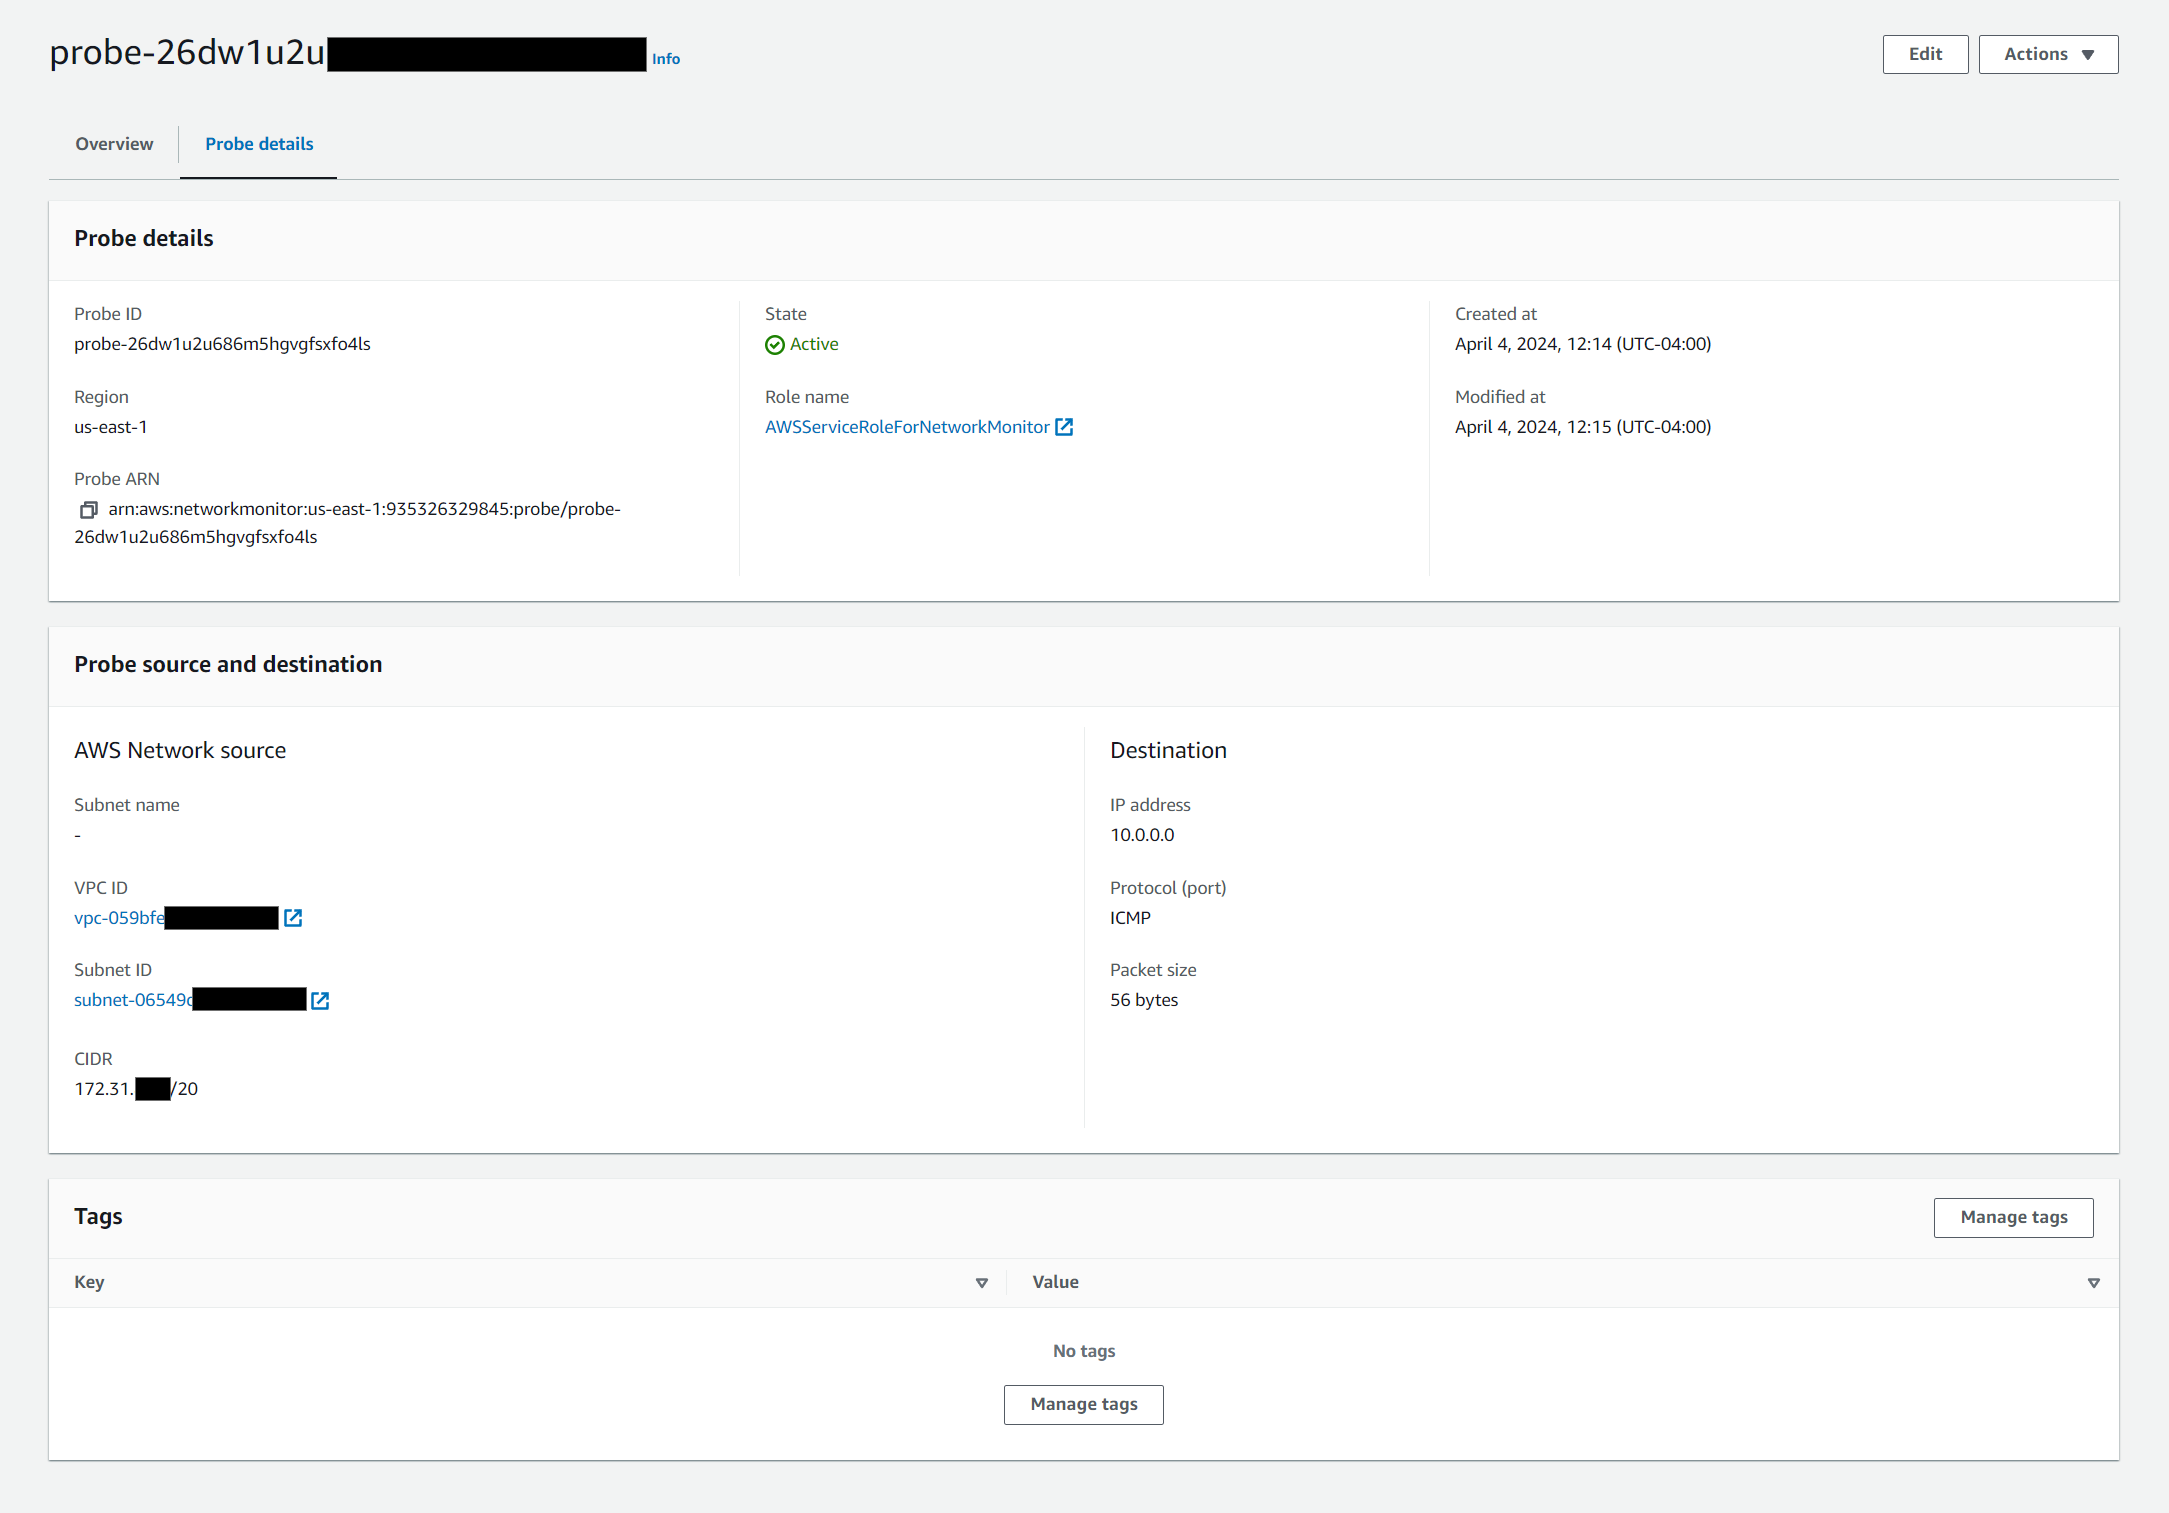 probe-26dw1u2u Info
Edit
Actions
Overview
Probe details
Probe details
Probe ID
probe-26dw1u2u686m5hgvgfsxfo4ls
Region
us-east-1
Probe ARN
arn:aws:networkmonitor:us-east-1:935326329845:probe/probe-
26dw1u2u686m5hgvgfsxfo4ls
State
Active
Role name
AWSServiceRoleForNetworkMonitor
Created at
April 4, 2024, 12:14 (UTC-04:00)
Modified at
April 4, 2024, 12:15 (UTC-04:00)
Probe source and destination
AWS Network source
Subnet name
-
VPC ID
vpc-059bfe
Subnet ID
subnet-06549c
CIDR
172.31. /20
Destination
IP address
10.0.0.0
Protocol (port)
ICMP
Packet size
56 bytes
Tags
Manage tags
Key
Value
No tags
Manage tags